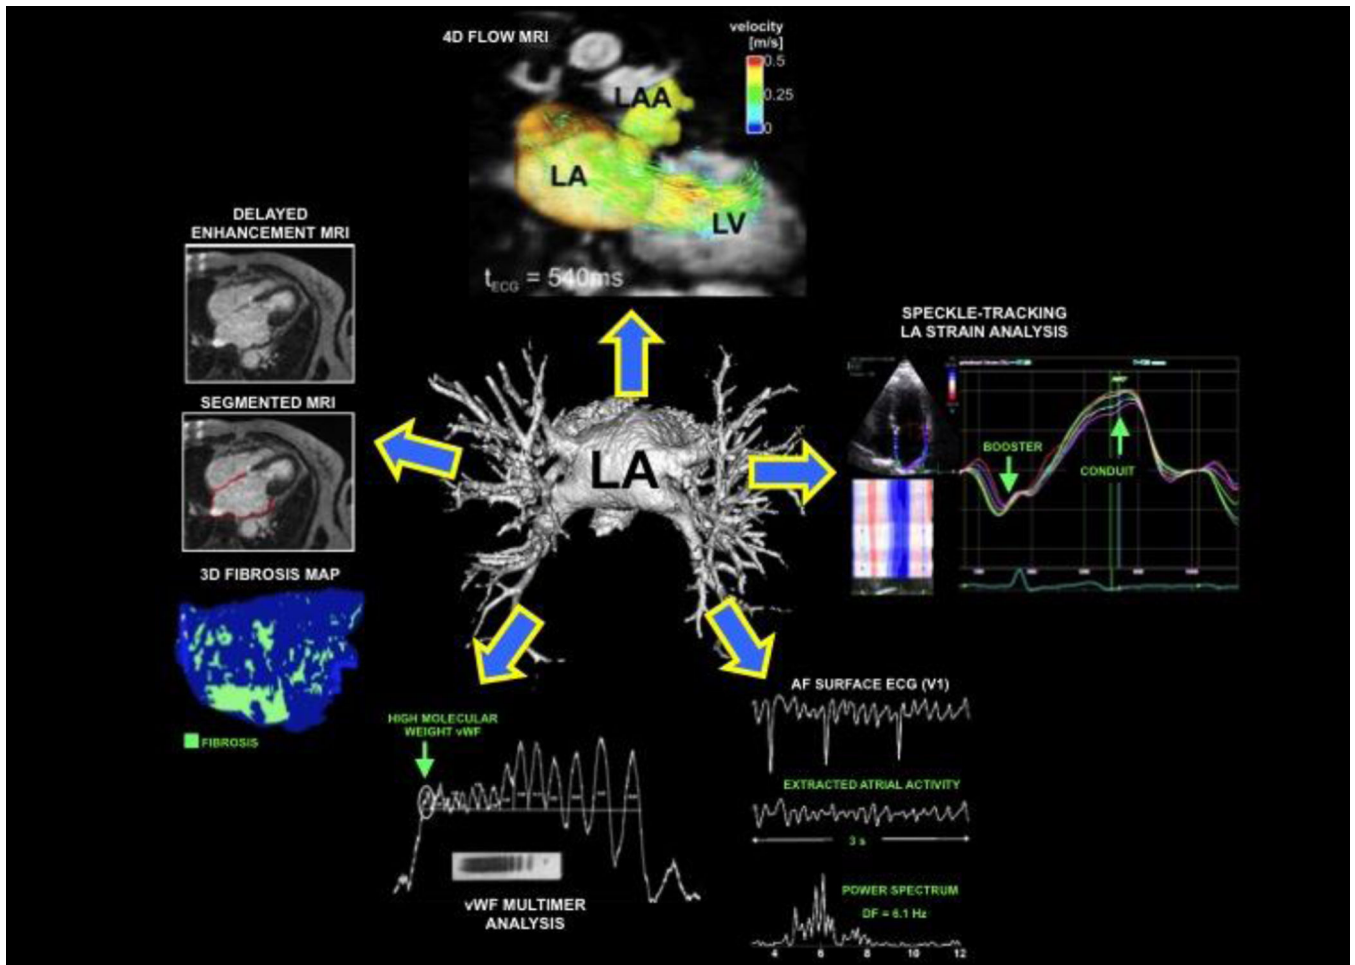 4D FLOW MRI
velocity
[m/s]
0.5
0.25
0
LAA
LA
LV
tECG = 540ms
DELAYED
ENHANCEMENT MRI
SEGMENTED MRI
3D FIBROSIS MAP
FIBROSIS
LA
SPECKLE-TRACKING
LA STRAIN ANALYSIS
BOOSTER
CONDUIT
HIGH MOLECULAR
WEIGHT vWF
vWF MULTIMER
ANALYSIS
AF SURFACE ECG (V1)
EXTRACTED ATRIAL ACTIVITY
3 s
POWER SPECTRUM
DF = 6.1 Hz
4 6 8 10 12